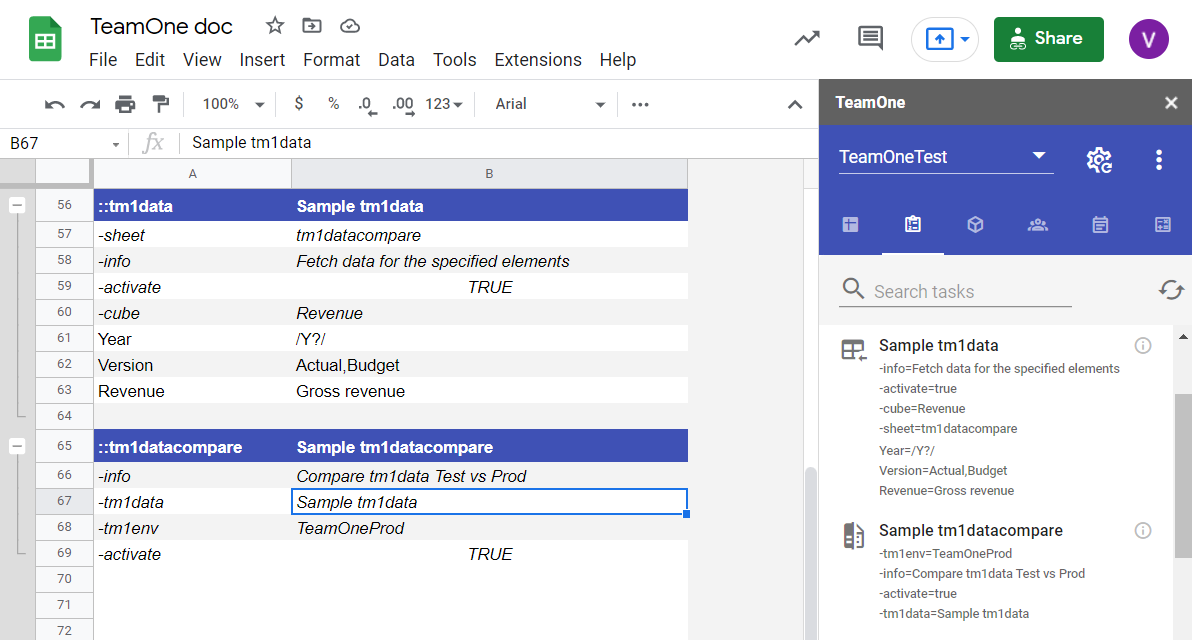 TeamOne doc
File Edit View Insert Format Data Tools Extensions Help
Share
V
100% $ % .0 .00 123 Arial
B67 fx Sample tm1data
A B
56 ::tm1data Sample tm1data
57 -sheet tm1datacompare
58 -info Fetch data for the specified elements
59 -activate TRUE
60 -cube Revenue
61 Year /Y?/
62 Version Actual,Budget
63 Revenue Gross revenue
64
65 ::tm1datacompare Sample tm1datacompare
66 -info Compare tm1data Test vs Prod
67 -tm1data Sample tm1data
68 -tm1env TeamOneProd
69 -activate TRUE
70
71
72
TeamOne
TeamOneTest
Search tasks
Sample tm1data
-info=Fetch data for the specified elements
-activate=true
-cube=Revenue
-sheet=tm1datacompare
Year=/Y?/
Version=Actual,Budget
Revenue=Gross revenue
Sample tm1datacompare
-tm1env=TeamOneProd
-info=Compare tm1data Test vs Prod
-activate=true
-tm1data=Sample tm1data